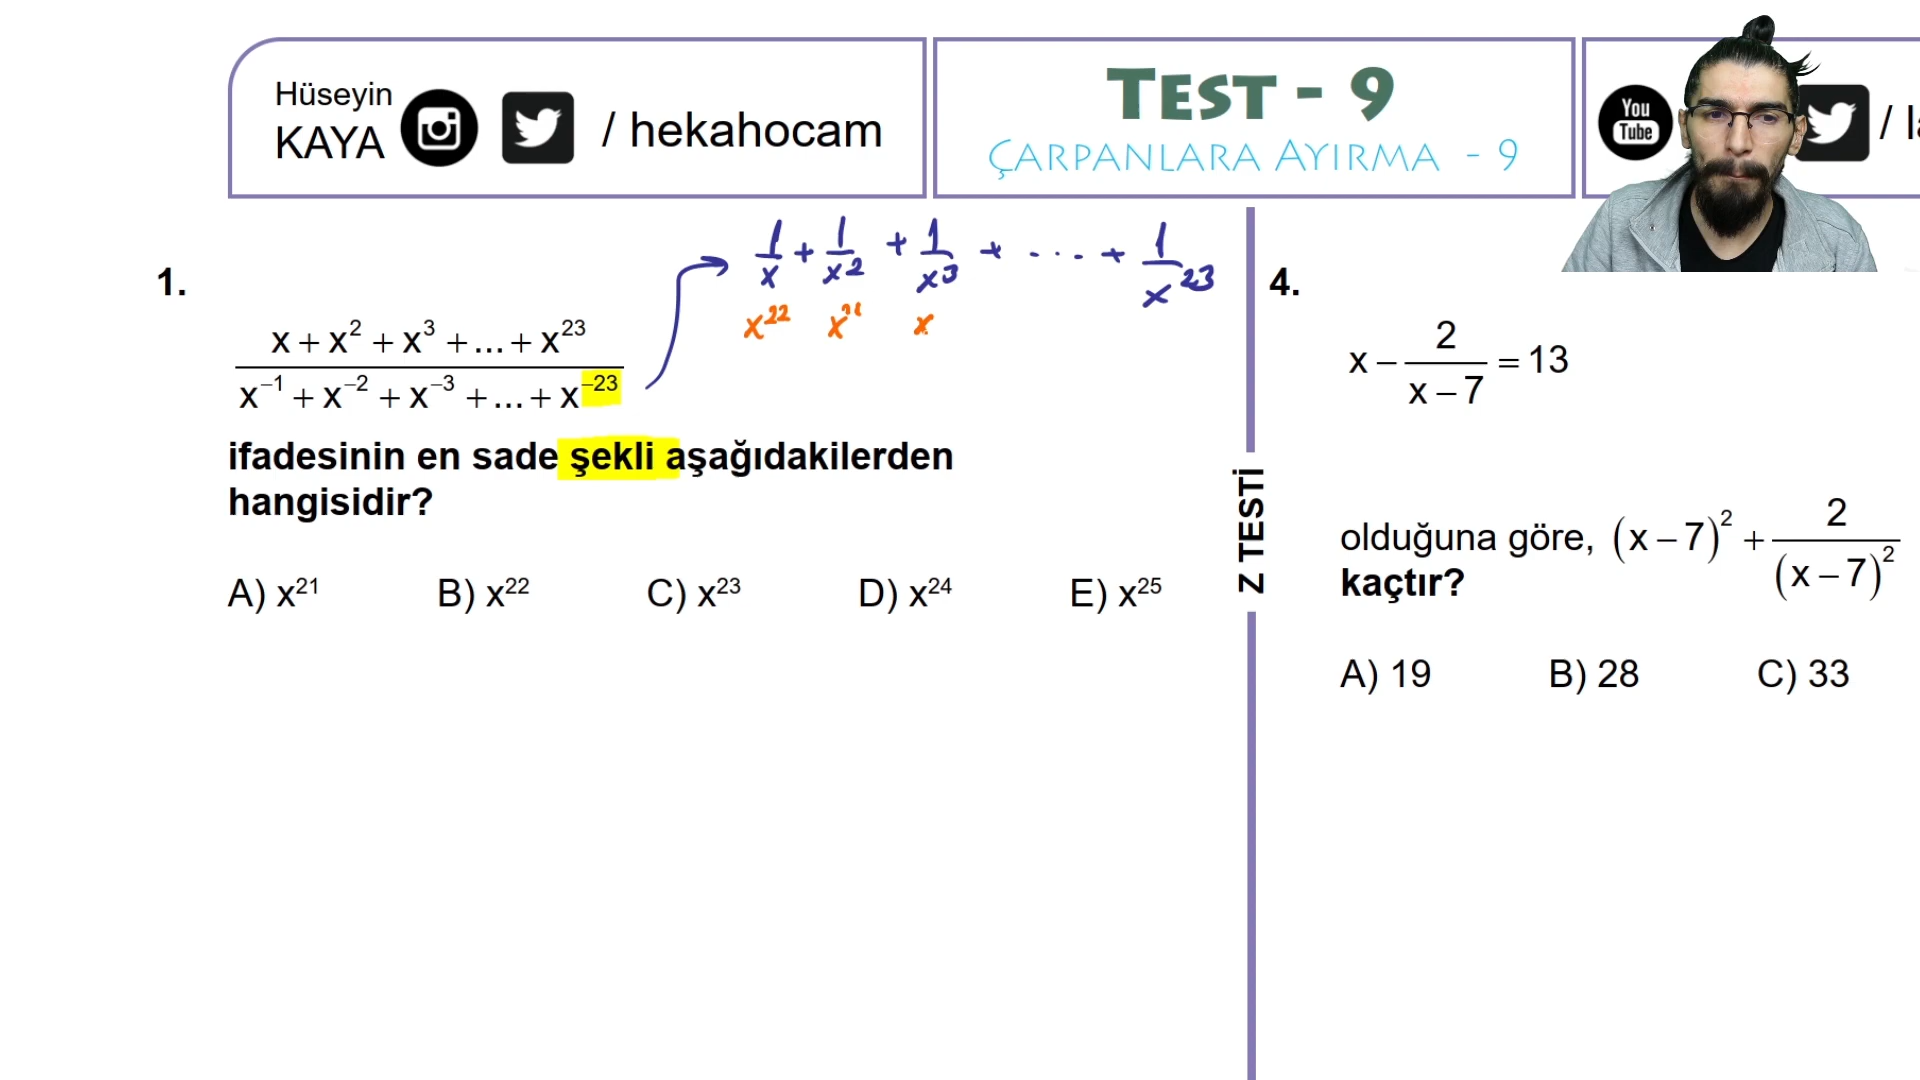 Hüseyin
KAYA
/ hekahocam
TEST - 9
ÇARPANLARA AYIRMA - 9
You
Tube
/
1/x + 1/x² + 1/x³ + ... + 1/x²³
x²² x²¹ x
1.
x + x² + x³ + ... + x²³
x⁻¹ + x⁻² + x⁻³ + ... + x⁻²³
ifadesinin en sade şekli aşağıdakilerden
hangisidir?
A) x²¹ B) x²² C) x²³ D) x²⁴ E) x²⁵
Z TESTİ
4.
x − 2/(x − 7) = 13
olduğuna göre, (x − 7)² + 2/(x − 7)²
kaçtır?
A) 19 B) 28 C) 33